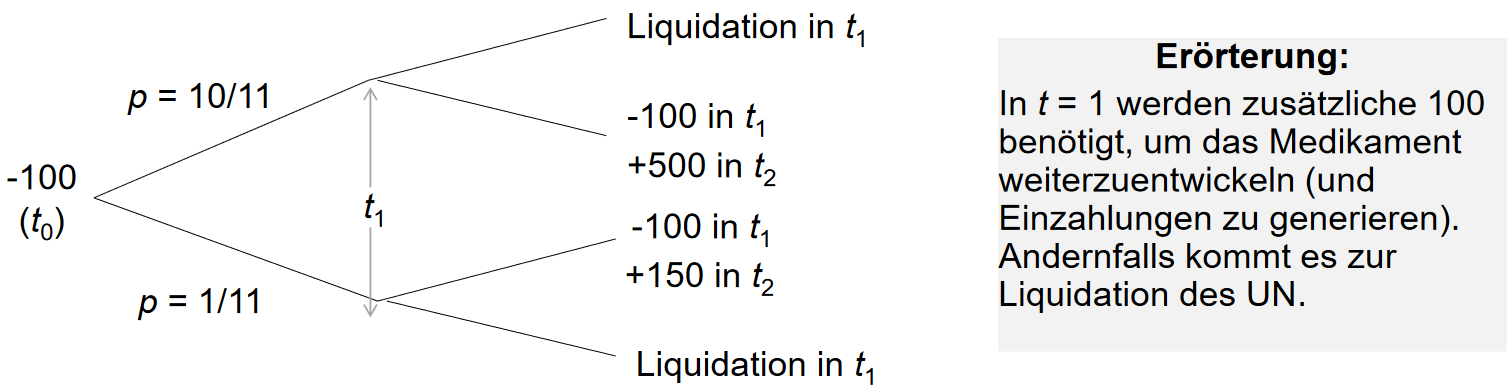 Liquidation in t₁
p = 10/11
-100 in t₁
+500 in t₂
-100
(t₀)
t₁
-100 in t₁
+150 in t₂
p = 1/11
Liquidation in t₁
Erörterung:
In t = 1 werden zusätzliche 100
benötigt, um das Medikament
weiterzuentwickeln (und
Einzahlungen zu generieren).
Andernfalls kommt es zur
Liquidation des UN.